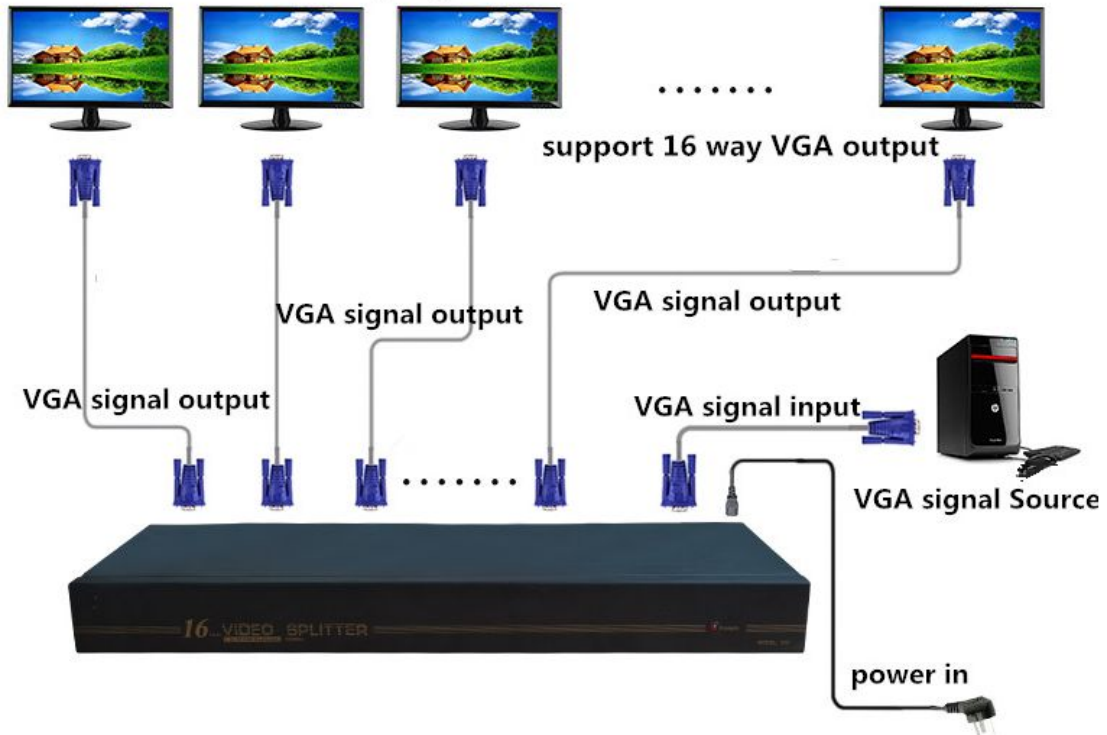 support 16 way VGA output
VGA signal output
VGA signal output
VGA signal output
VGA signal input
VGA signal Source
16 VIDEO SPLITTER
power in